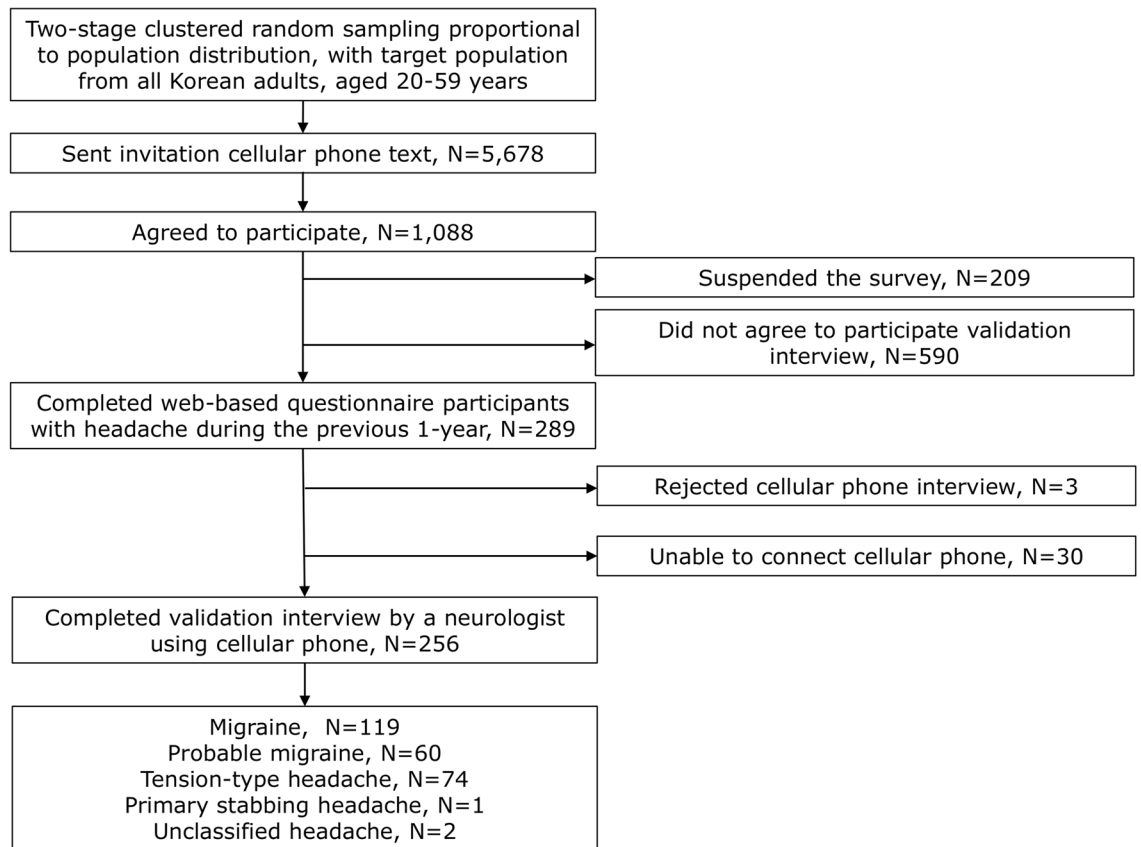 Two-stage clustered random sampling proportional
to population distribution, with target population
from all Korean adults, aged 20-59 years
Sent invitation cellular phone text, N=5,678
Agreed to participate, N=1,088
Suspended the survey, N=209
Did not agree to participate validation
interview, N=590
Completed web-based questionnaire participants
with headache during the previous 1-year, N=289
Rejected cellular phone interview, N=3
Unable to connect cellular phone, N=30
Completed validation interview by a neurologist
using cellular phone, N=256
Migraine,  N=119
Probable migraine, N=60
Tension-type headache, N=74
Primary stabbing headache, N=1
Unclassified headache, N=2